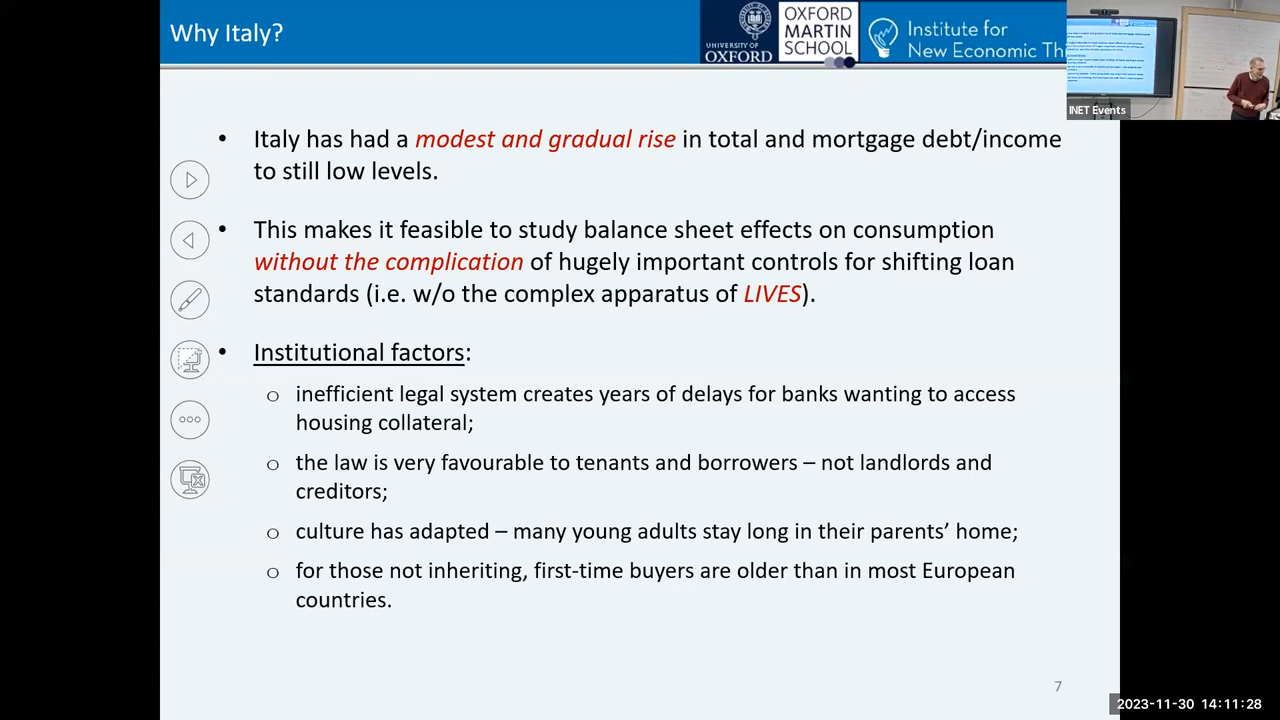 Why Italy?
UNIVERSITY OF
OXFORD
OXFORD
MARTIN
SCHOOL
Institute for
New Economic Th
INET Events
• Italy has had a modest and gradual rise in total and mortgage debt/income
to still low levels.
• This makes it feasible to study balance sheet effects on consumption
without the complication of hugely important controls for shifting loan
standards (i.e. w/o the complex apparatus of LIVES).
• Institutional factors:
o inefficient legal system creates years of delays for banks wanting to access
housing collateral;
o the law is very favourable to tenants and borrowers – not landlords and
creditors;
o culture has adapted – many young adults stay long in their parents’ home;
o for those not inheriting, first-time buyers are older than in most European
countries.
7
2023-11-30 14:11:28